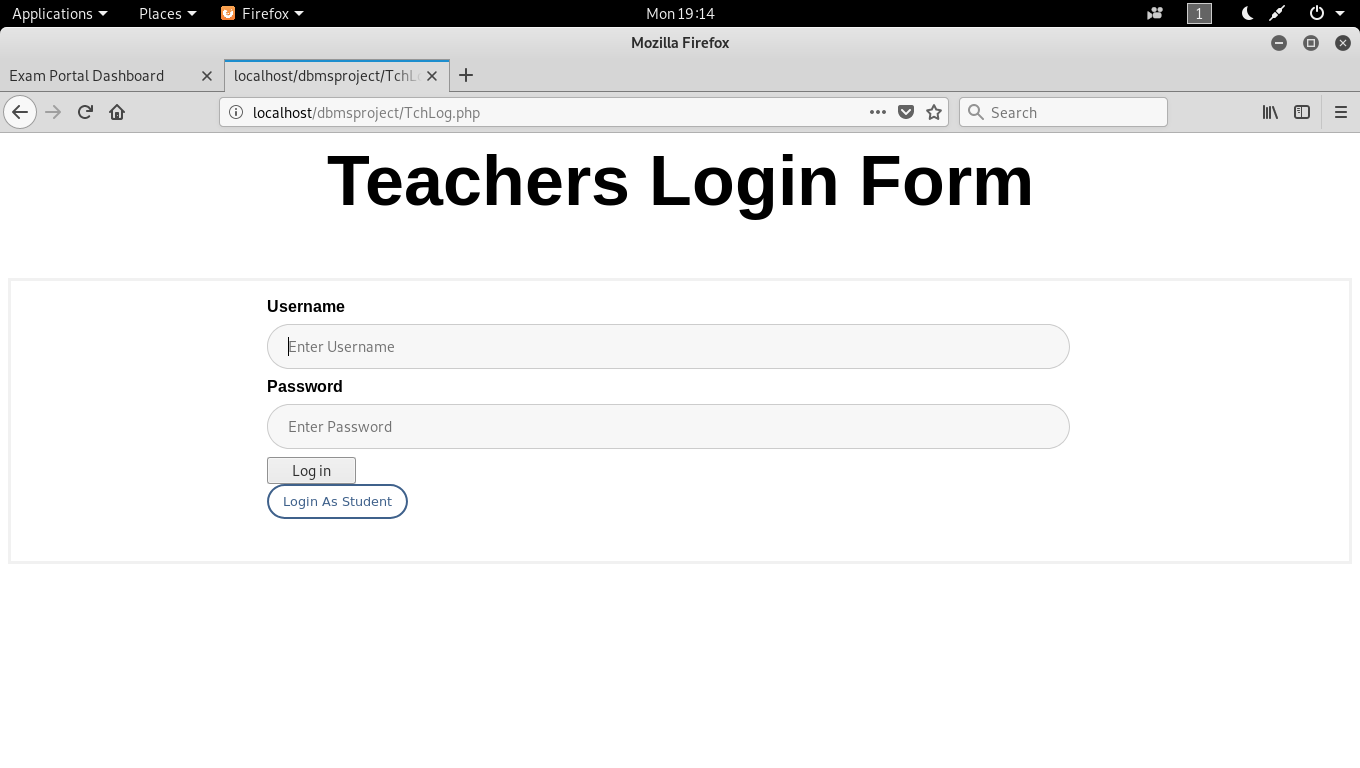 Applications Places Firefox Mon 19:14 1
Mozilla Firefox
Exam Portal Dashboard localhost/dbmsproject/TchL
localhost/dbmsproject/TchLog.php Search
Teachers Login Form
Username
Enter Username
Password
Enter Password
Log in
Login As Student